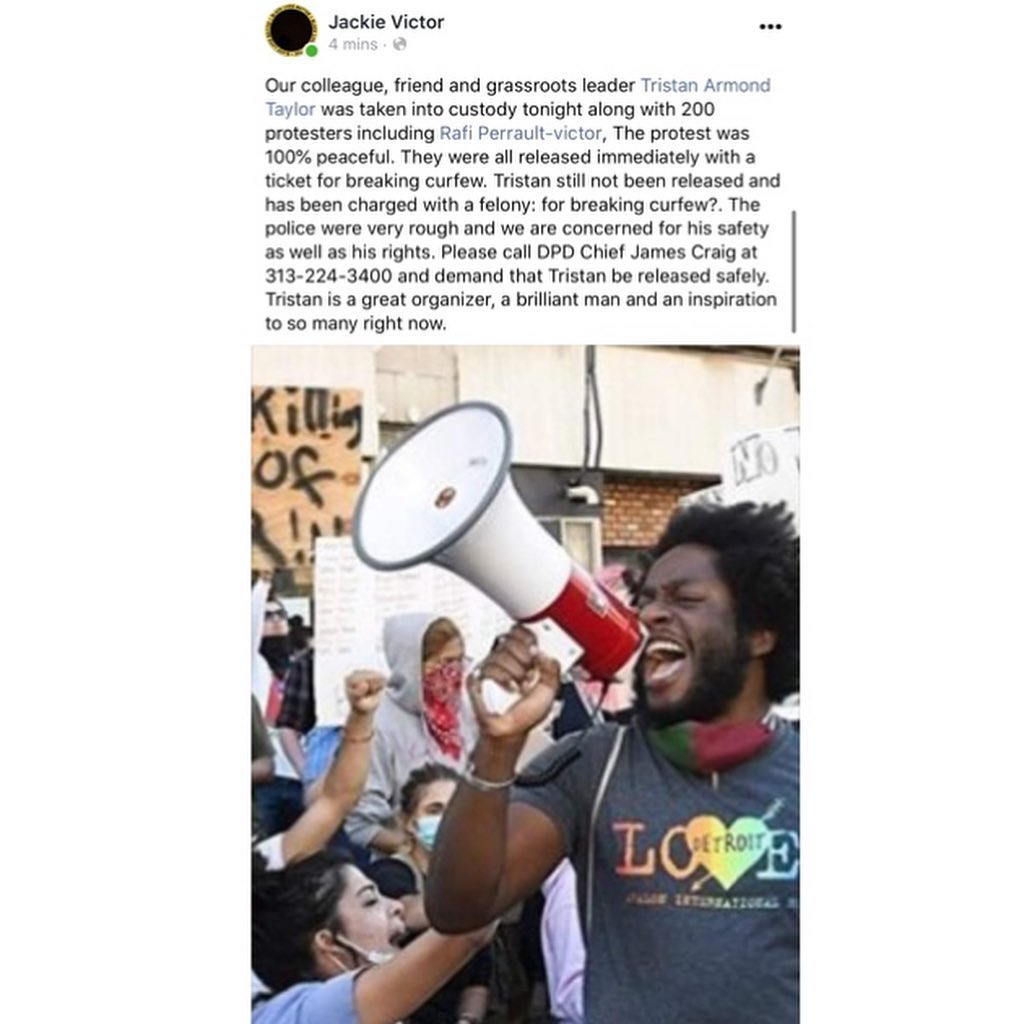 Jackie Victor
4 mins ·
Our colleague, friend and grassroots leader Tristan Armond
Taylor was taken into custody tonight along with 200
protesters including Rafi Perrault-victor, The protest was
100% peaceful. They were all released immediately with a
ticket for breaking curfew. Tristan still not been released and
has been charged with a felony: for breaking curfew?. The
police were very rough and we are concerned for his safety
as well as his rights. Please call DPD Chief James Craig at
313-224-3400 and demand that Tristan be released safely.
Tristan is a great organizer, a brilliant man and an inspiration
to so many right now.
Killing
of
NO
LOVE
DETROIT
INTERNATIONAL